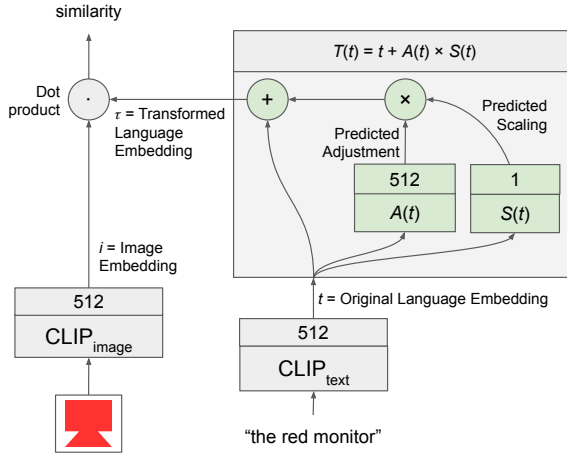 similarity
T(t) = t + A(t) × S(t)
Dot
product
·
+
×
τ = Transformed
Language
Embedding
Predicted
Scaling
Predicted
Adjustment
512
A(t)
1
S(t)
i = Image
Embedding
t = Original Language Embedding
512
CLIPimage
512
CLIPtext
“the red monitor”